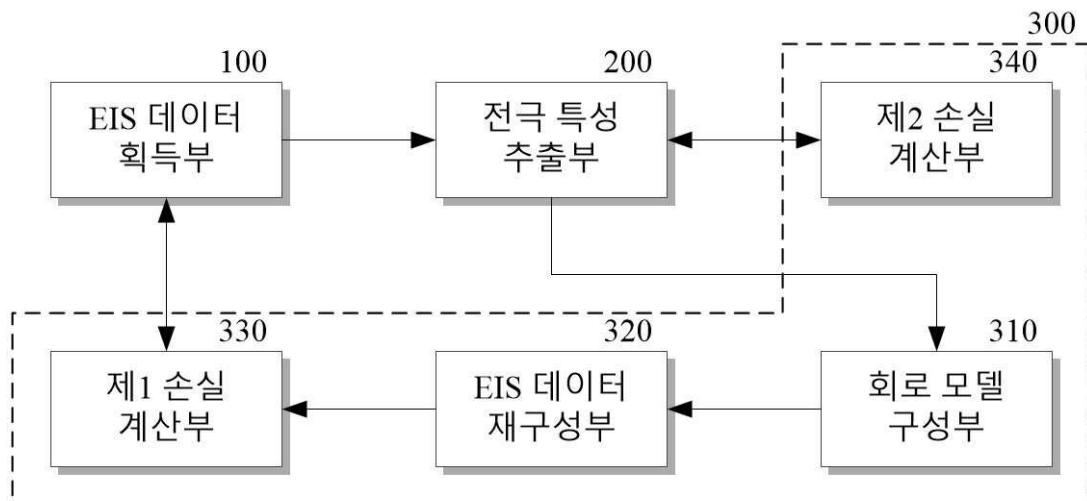 300
100
EIS 데이터
획득부
200
전극 특성
추출부
340
제2 손실
계산부
330
제1 손실
계산부
320
EIS 데이터
재구성부
310
회로 모델
구성부